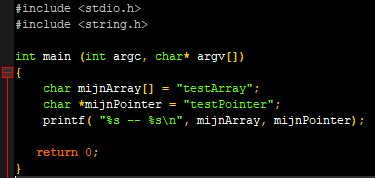 #include <stdio.h>
#include <string.h>
int main (int argc, char* argv[])
{
char mijnArray[] = "testArray";
char *mijnPointer = "testPointer";
printf( "%s -- %s\n", mijnArray, mijnPointer);
return 0;
}